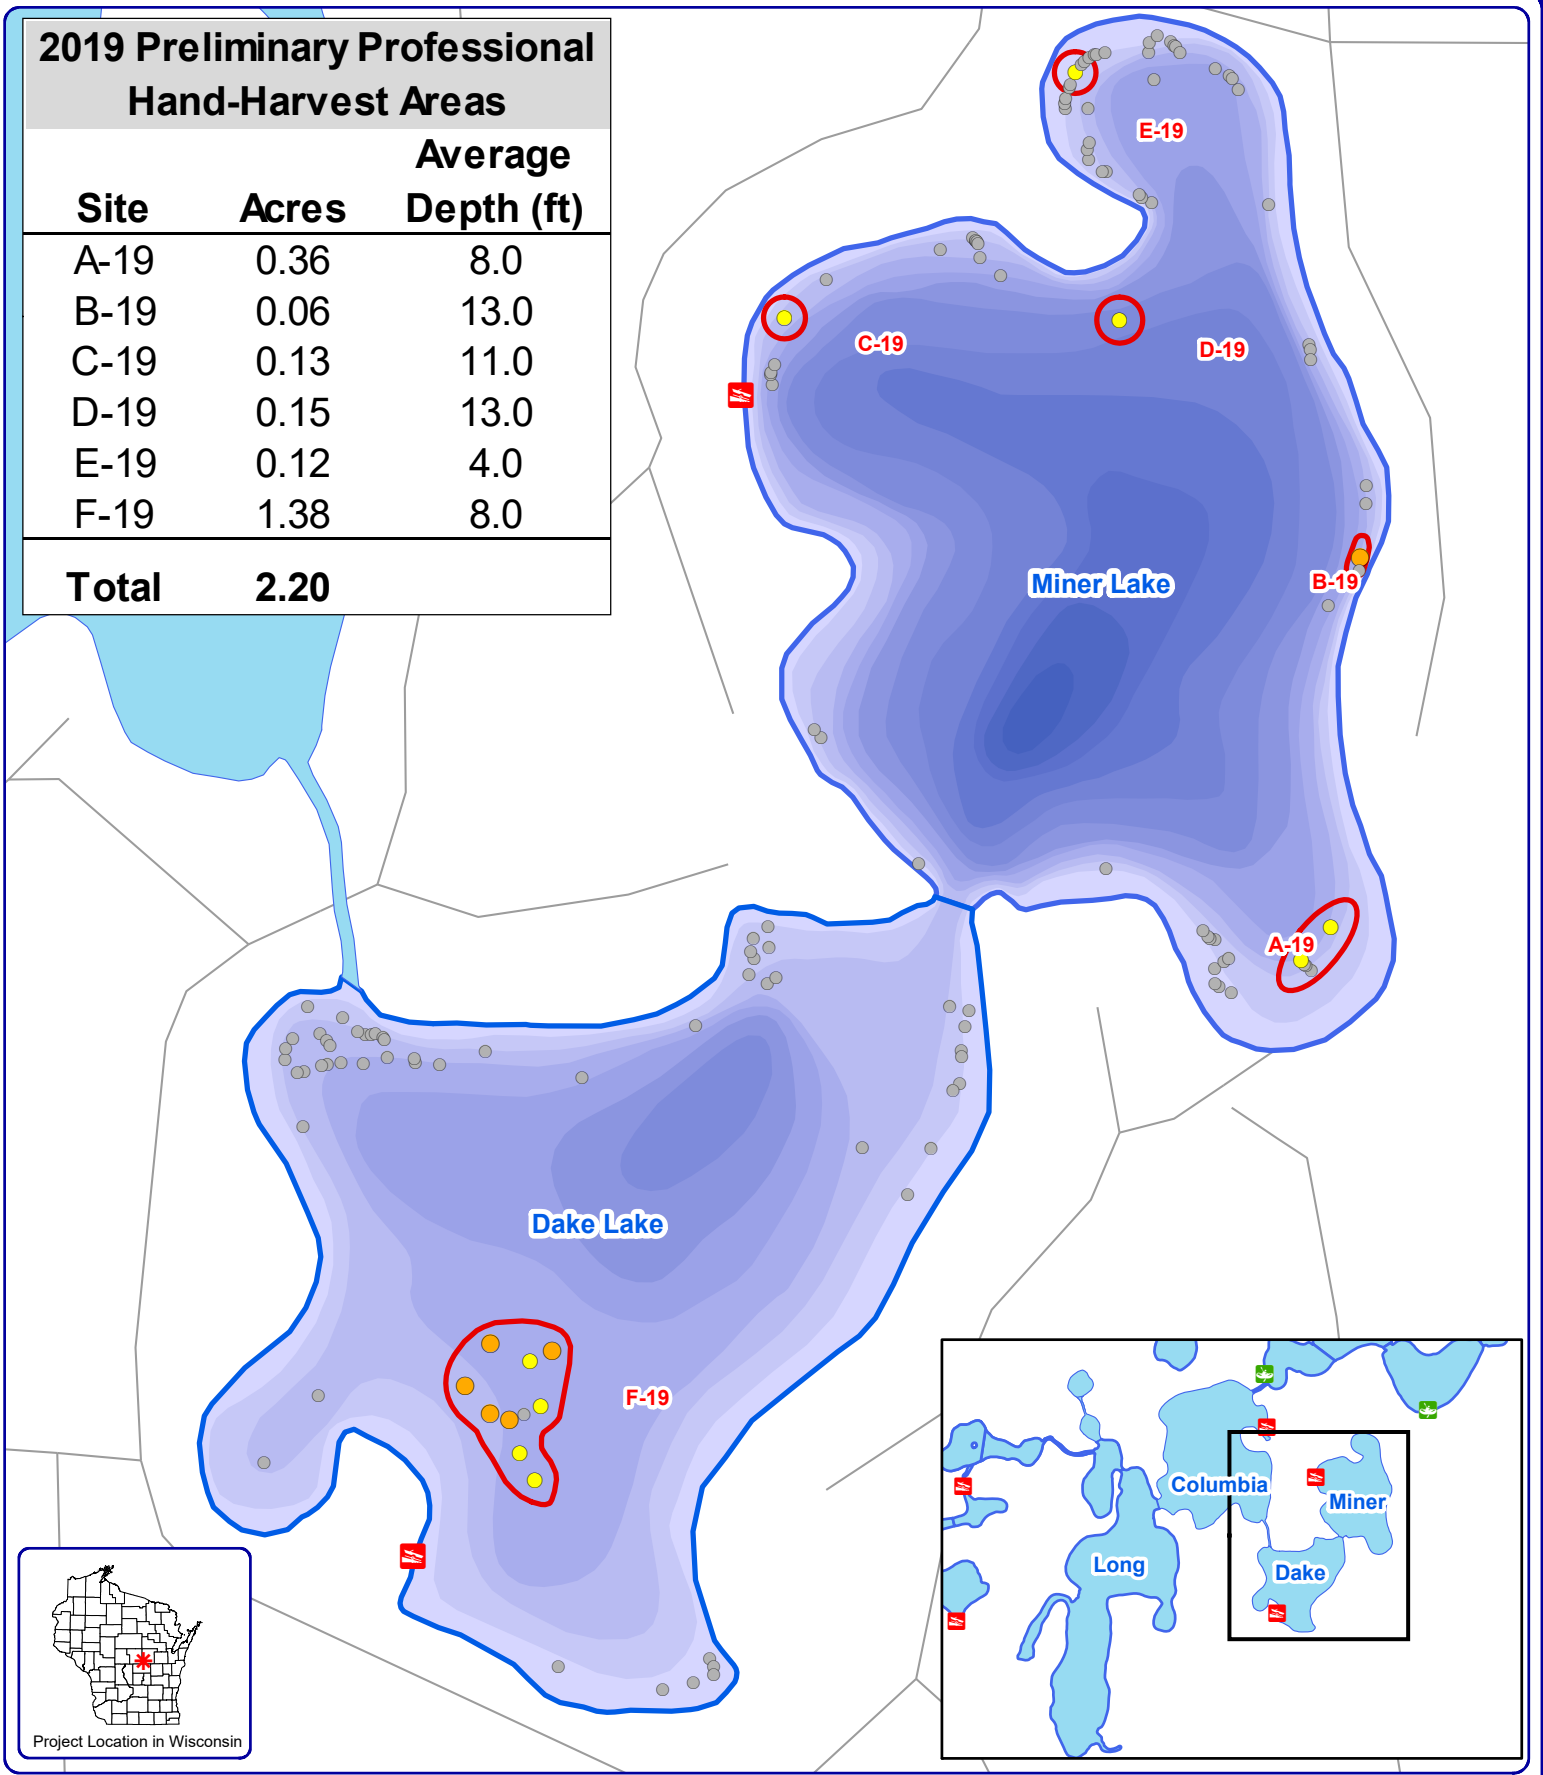 2019 Preliminary Professional
Hand-Harvest Areas
Average
Site Acres Depth (ft)
A-19 0.36 8.0
B-19 0.06 13.0
C-19 0.13 11.0
D-19 0.15 13.0
E-19 0.12 4.0
F-19 1.38 8.0
Total 2.20
E-19
C-19
D-19
Miner Lake
B-19
A-19
Dake Lake
F-19
Columbia
Miner
Long
Dake
Project Location in Wisconsin